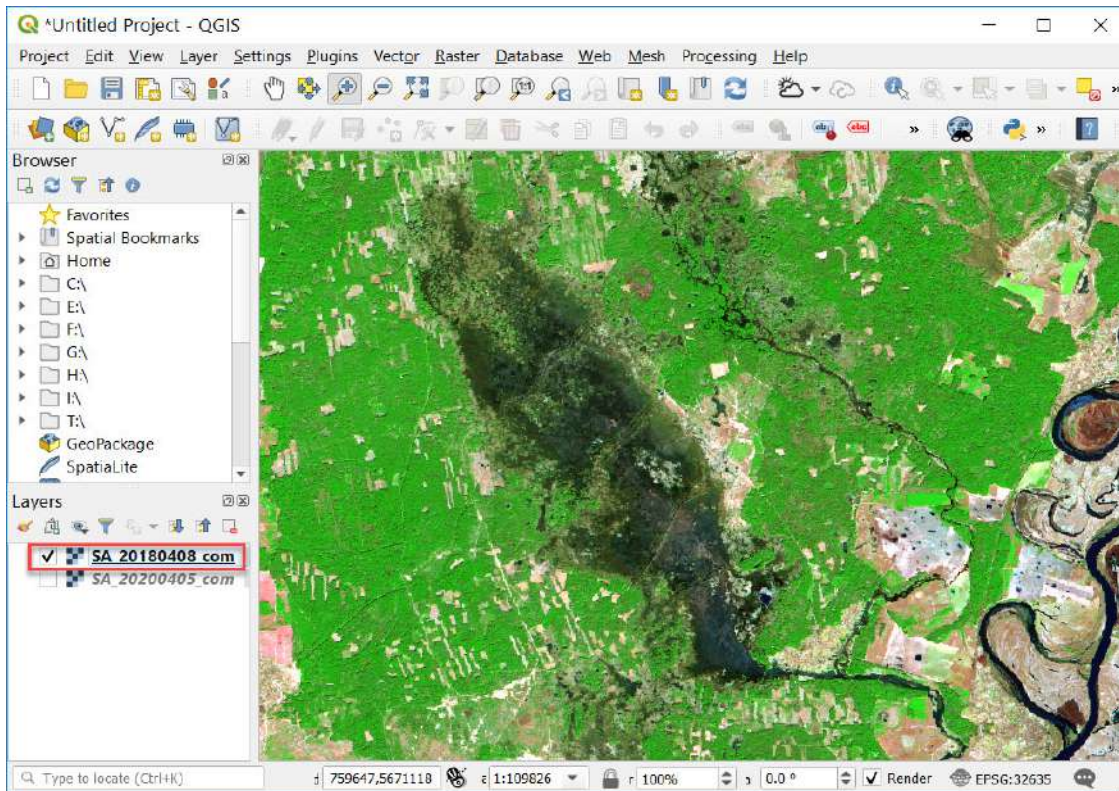 *Untitled Project - QGIS
Project Edit View Layer Settings Plugins Vector Raster Database Web Mesh Processing Help
Browser
Favorites
Spatial Bookmarks
Home
C:\
E:\
F:\
G:\
H:\
I:\
T:\
GeoPackage
SpatiaLite
Layers
SA_20180408_com
SA_20200405_com
Type to locate (Ctrl+K) 759647,5671118 1:109826 100% 0.0 ° Render EPSG:32635